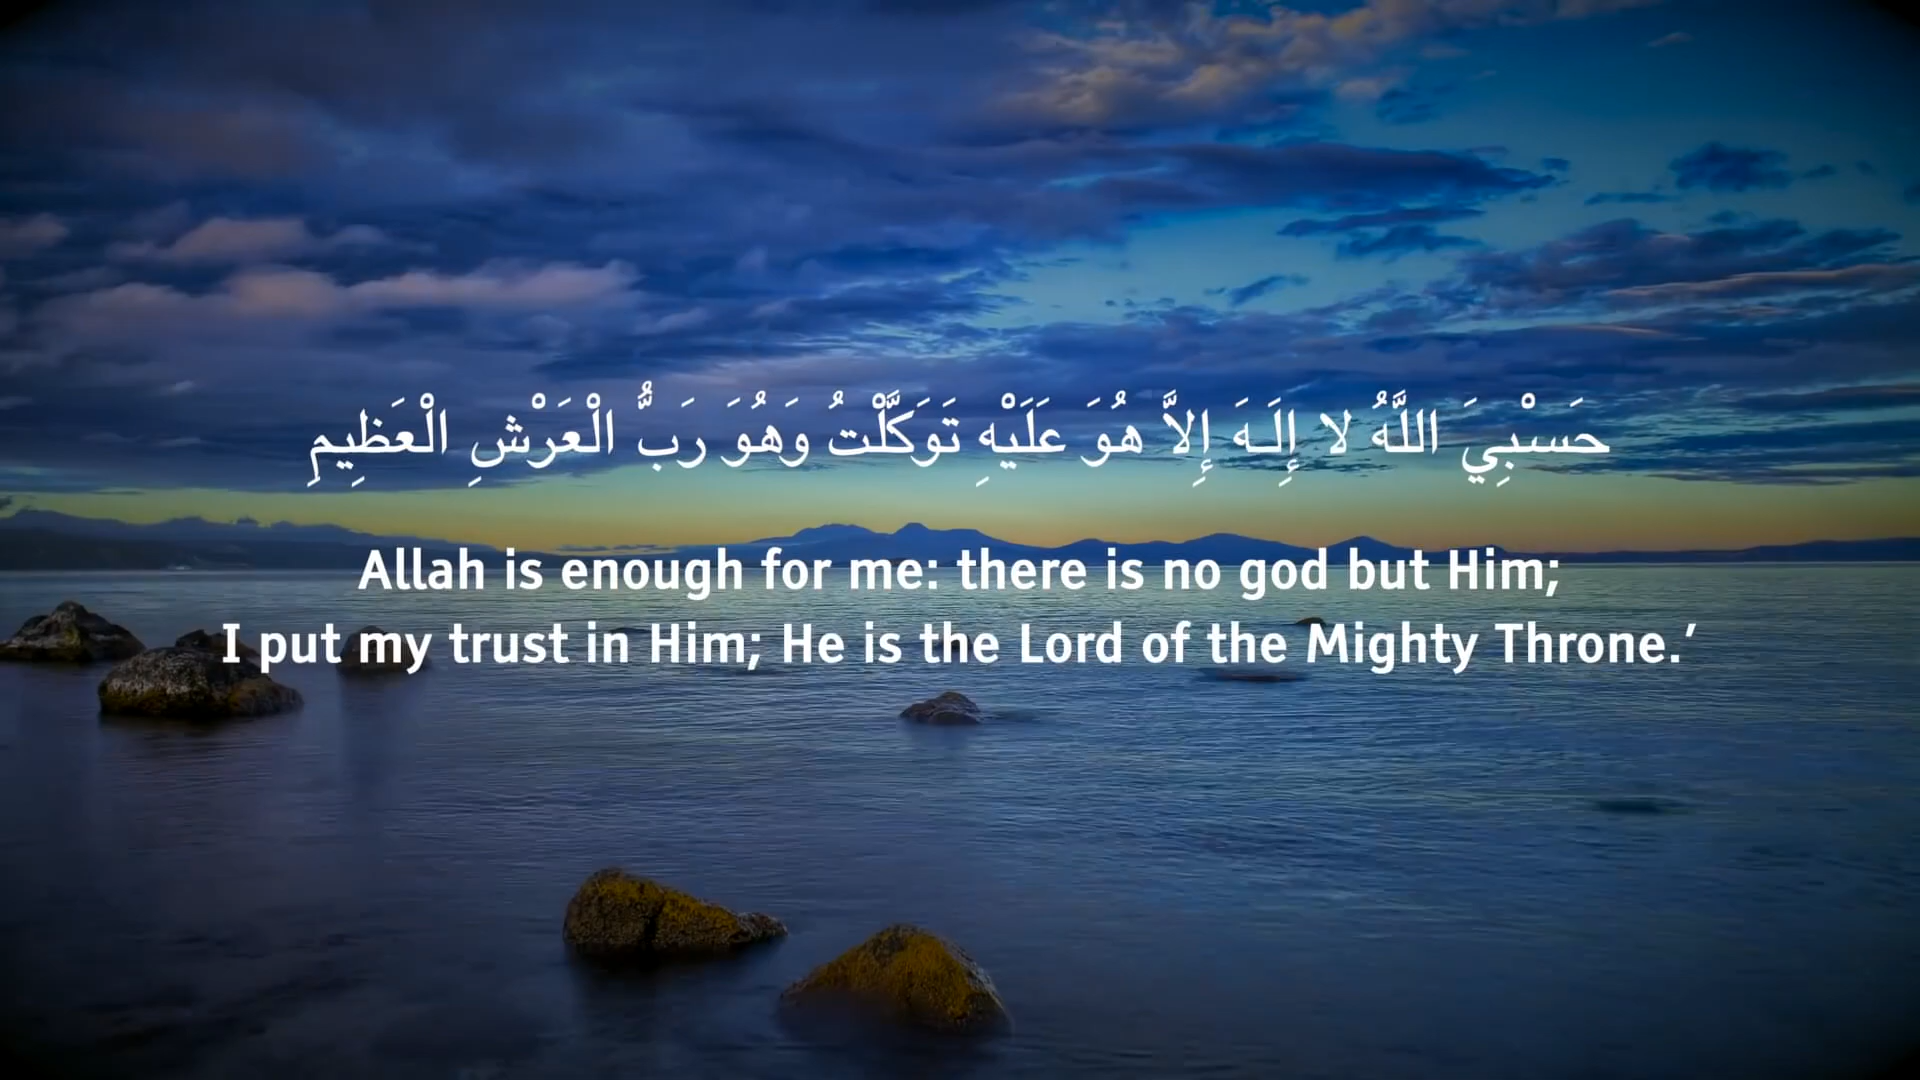 حَسْبِيَ اللَّهُ لا إِلَـهَ إِلاَّ هُوَ عَلَيْهِ تَوَكَّلْتُ وَهُوَ رَبُّ الْعَرْشِ الْعَظِيمِ
Allah is enough for me: there is no god but Him;
I put my trust in Him; He is the Lord of the Mighty Throne.’